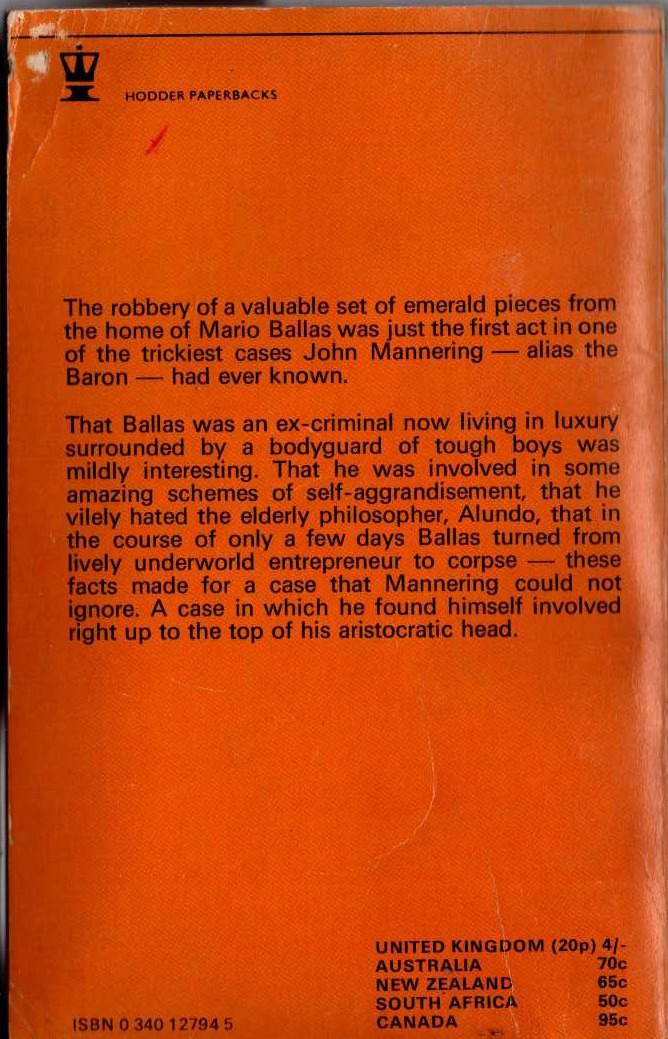 HODDER PAPERBACKS
The robbery of a valuable set of emerald pieces from
the home of Mario Ballas was just the first act in one
of the trickiest cases John Mannering — alias the
Baron — had ever known.
That Ballas was an ex-criminal now living in luxury
surrounded by a bodyguard of tough boys was
mildly interesting. That he was involved in some
amazing schemes of self-aggrandisement, that he
vilely hated the elderly philosopher, Alundo, that in
the course of only a few days Ballas turned from
lively underworld entrepreneur to corpse — these
facts made for a case that Mannering could not
ignore. A case in which he found himself involved
right up to the top of his aristocratic head.
UNITED KINGDOM (20p) 4/-
AUSTRALIA 70c
NEW ZEALAND 65c
SOUTH AFRICA 50c
CANADA 95c
ISBN 0 340 12794 5